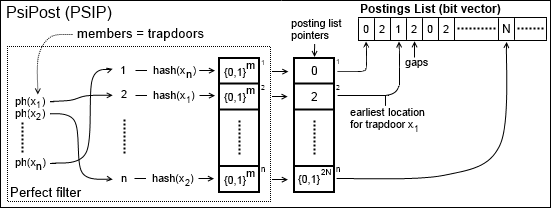 PsiPost (PSIP)
Postings List (bit vector)
members = trapdoors
posting list
pointers
0 2 1 2 0 2 N
gaps
1 hash(xn) {0,1}m 1 0 1
ph(x1) 2 hash(x1) {0,1}m 2 2 2
ph(x2)
earliest location
for trapdoor x1
ph(xn)
n hash(x2) {0,1}m n {0,1}2N n
Perfect filter